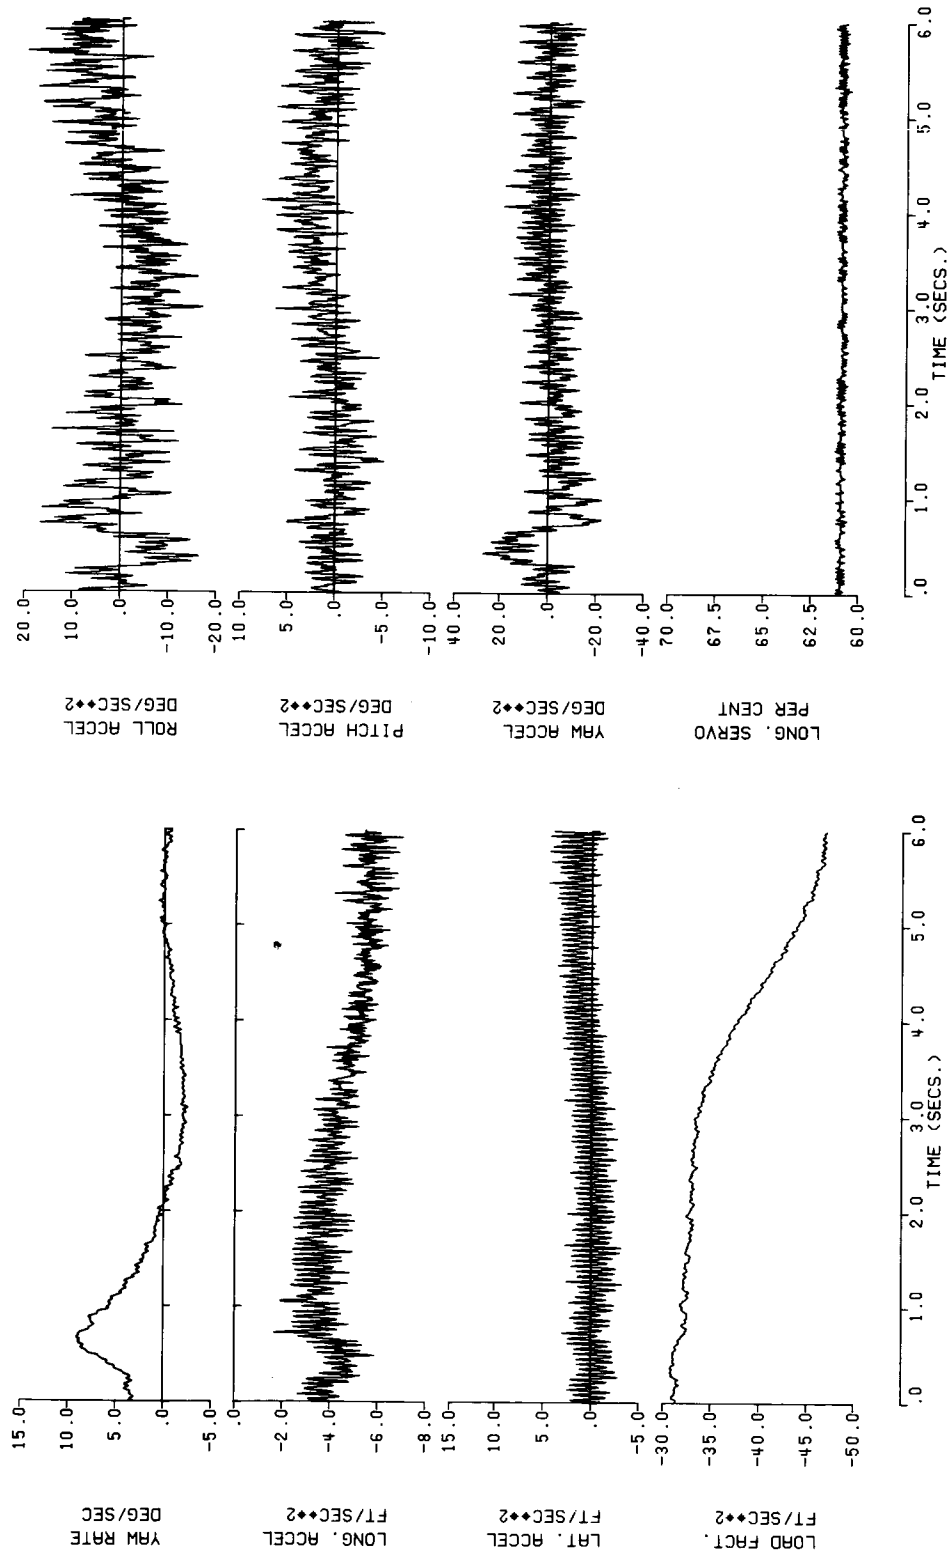 YAW RATE
DEG/SEC
15.0
10.0
5.0
.0
-5.0
LONG. ACCEL
FT/SEC♦♦2
.0
-2.0
-4.0
-6.0
-8.0
LAT. ACCEL
FT/SEC♦♦2
15.0
5.0
.0
-5.0
LOAD FACT.
FT/SEC♦♦2
-30.0
-35.0
-40.0
-45.0
-50.0
.0 1.0 2.0 3.0 4.0 5.0 6.0
TIME (SECS.)
ROLL ACCEL
DEG/SEC♦♦2
20.0
10.0
.0
-10.0
-20.0
PITCH ACCEL
DEG/SEC♦♦2
10.0
5.0
.0
-5.0
-10.0
YAW ACCEL
DEG/SEC♦♦2
40.0
20.0
.0
-20.0
-40.0
LONG. SERVO
PER CENT
70.0
67.5
65.0
62.5
60.0
.0 1.0 2.0 3.0 4.0 5.0 6.0
TIME (SECS.)